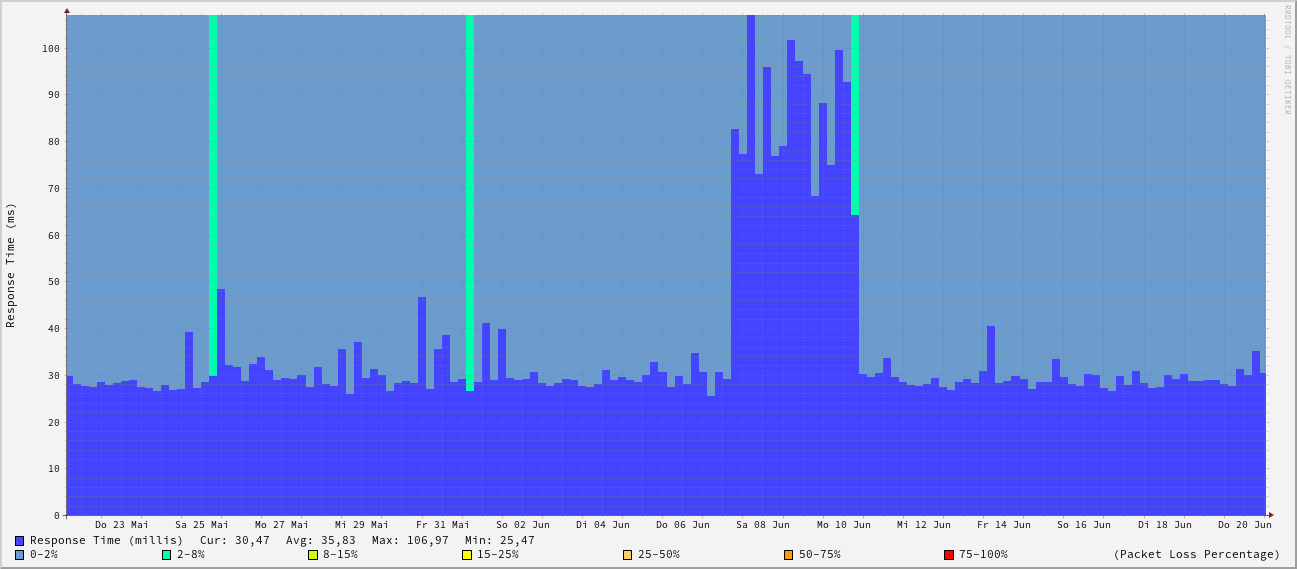 RRDTOOL / TOBI OETIKER
Response Time (ms)
100
90
80
70
60
50
40
30
20
10
0
Do 23 Mai Sa 25 Mai Mo 27 Mai Mi 29 Mai Fr 31 Mai So 02 Jun Di 04 Jun Do 06 Jun Sa 08 Jun Mo 10 Jun Mi 12 Jun Fr 14 Jun So 16 Jun Di 18 Jun Do 20 Jun
Response Time (millis) Cur: 30,47 Avg: 35,83 Max: 106,97 Min: 25,47
0-2% 2-8% 8-15% 15-25% 25-50% 50-75% 75-100% (Packet Loss Percentage)